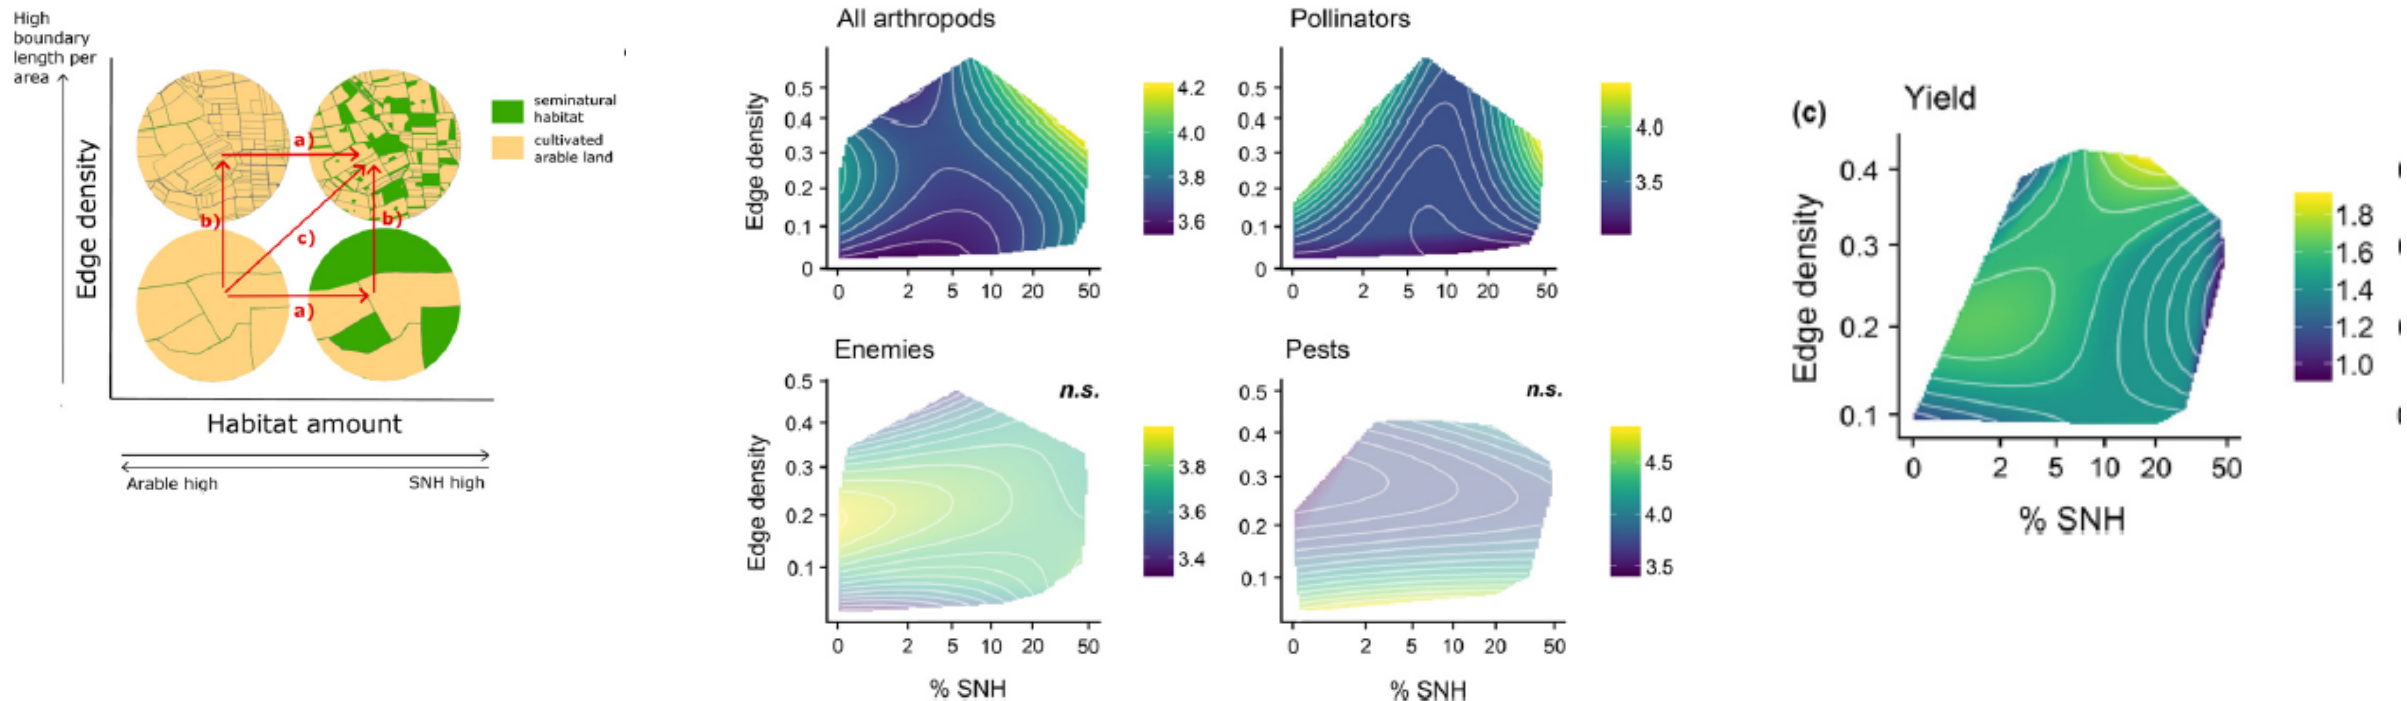 High
boundary
length per
area
Edge density
a)
b)
c)
b)
a)
seminatural
habitat
cultivated
arable land
Habitat amount
Arable high
SNH high
All arthropods
Edge density
0.5
0.4
0.3
0.2
0.1
0
0 2 5 10 20 50
4.2
4.0
3.8
3.6
Pollinators
0.5
0.4
0.3
0.2
0.1
0
0 2 5 10 20 50
4.0
3.5
Enemies
n.s.
Edge density
0.5
0.4
0.3
0.2
0.1
0 2 5 10 20 50
% SNH
3.8
3.6
3.4
Pests
n.s.
0.5
0.4
0.3
0.2
0.1
0 2 5 10 20 50
% SNH
4.5
4.0
3.5
(c) Yield
Edge density
0.4
0.3
0.2
0.1
0 2 5 10 20 50
% SNH
1.8
1.6
1.4
1.2
1.0